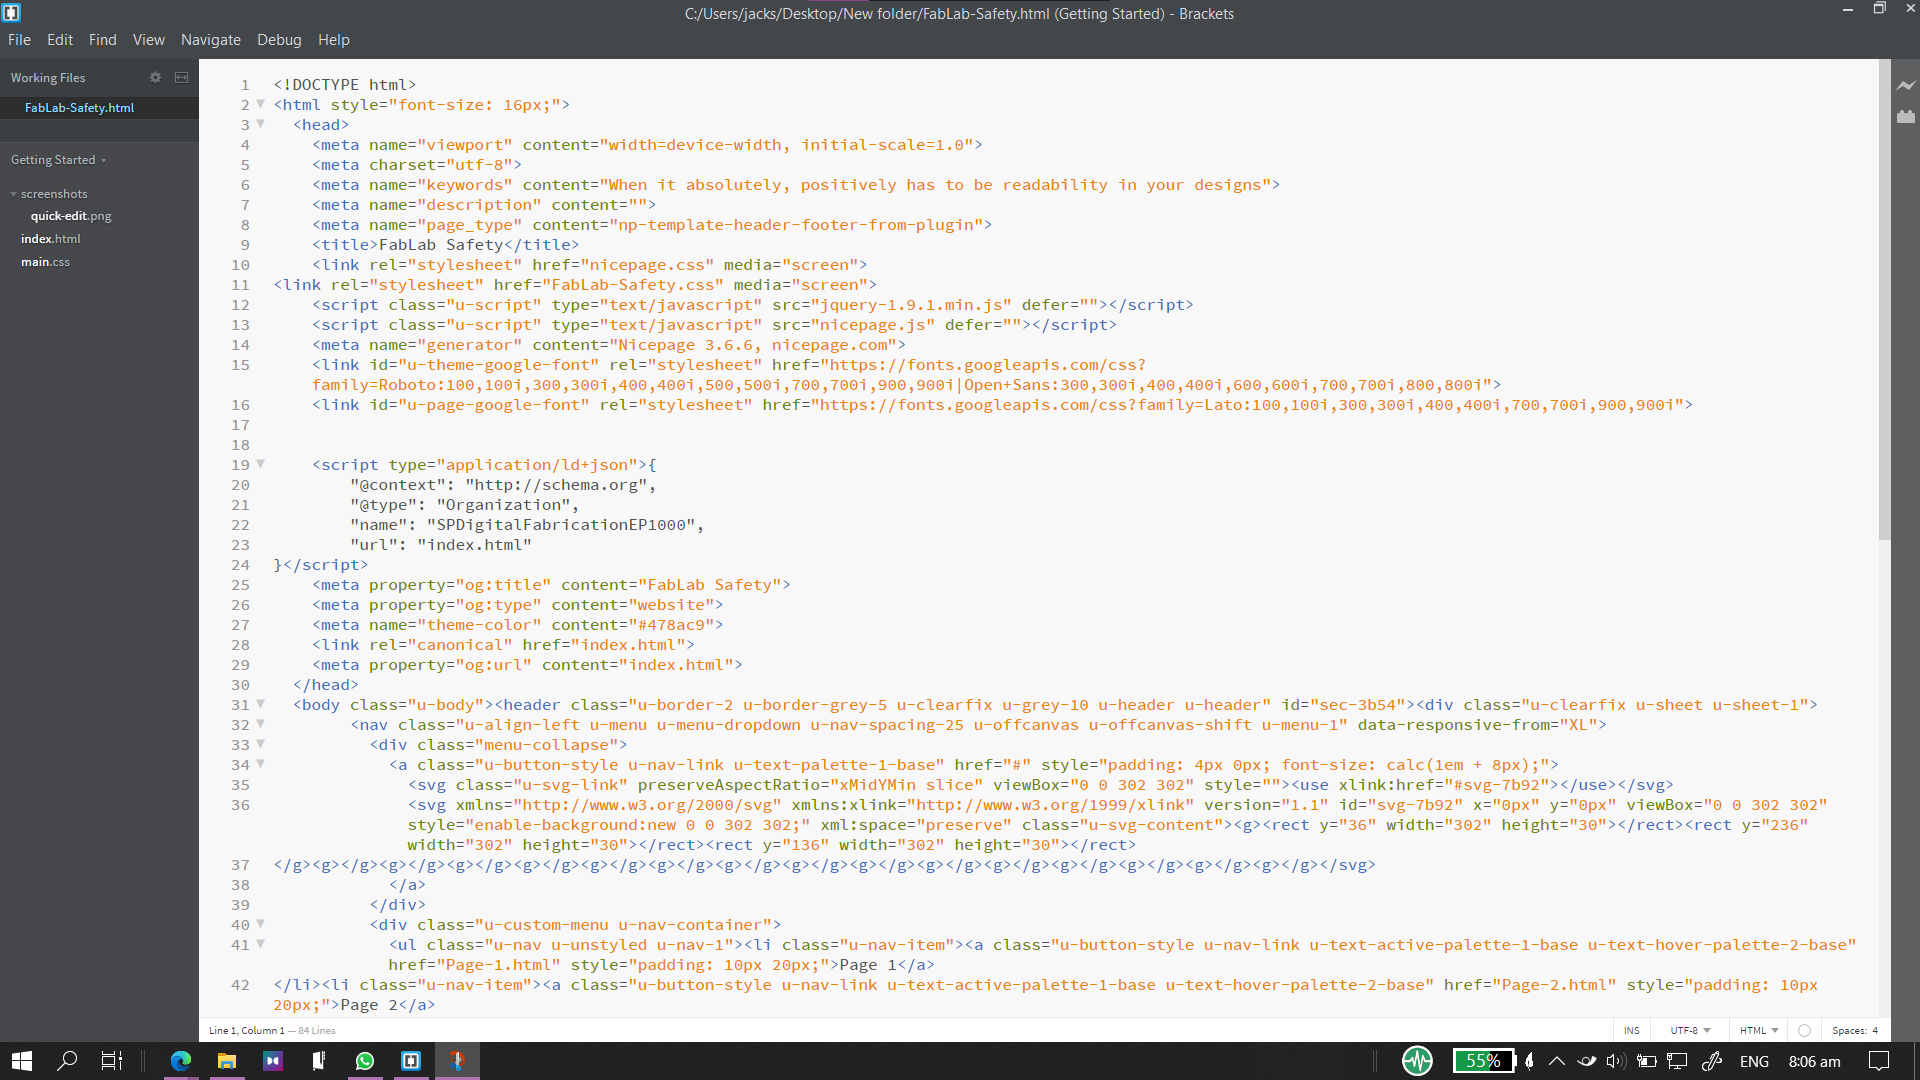 C:/Users/jacks/Desktop/New folder/FabLab-Safety.html (Getting Started) - Brackets
File Edit Find View Navigate Debug Help
Working Files
FabLab-Safety.html
Getting Started
screenshots
quick-edit.png
index.html
main.css
1 <!DOCTYPE html>
2 <html style="font-size: 16px;">
3 <head>
4 <meta name="viewport" content="width=device-width, initial-scale=1.0">
5 <meta charset="utf-8">
6 <meta name="keywords" content="When it absolutely, positively has to be readability in your designs">
7 <meta name="description" content="">
8 <meta name="page_type" content="np-template-header-footer-from-plugin">
9 <title>FabLab Safety</title>
10 <link rel="stylesheet" href="nicepage.css" media="screen">
11 <link rel="stylesheet" href="FabLab-Safety.css" media="screen">
12 <script class="u-script" type="text/javascript" src="jquery-1.9.1.min.js" defer=""></script>
13 <script class="u-script" type="text/javascript" src="nicepage.js" defer=""></script>
14 <meta name="generator" content="Nicepage 3.6.6, nicepage.com">
15 <link id="u-theme-google-font" rel="stylesheet" href="https://fonts.googleapis.com/css?
family=Roboto:100,100i,300,300i,400,400i,500,500i,700,700i,900,900i|Open+Sans:300,300i,400,400i,600,600i,700,700i,800,800i">
16 <link id="u-page-google-font" rel="stylesheet" href="https://fonts.googleapis.com/css?family=Lato:100,100i,300,300i,400,400i,700,700i,900,900i">
17
18
19 <script type="application/ld+json">{
20 "@context": "http://schema.org",
21 "@type": "Organization",
22 "name": "SPDigitalFabricationEP1000",
23 "url": "index.html"
24 }</script>
25 <meta property="og:title" content="FabLab Safety">
26 <meta property="og:type" content="website">
27 <meta name="theme-color" content="#478ac9">
28 <link rel="canonical" href="index.html">
29 <meta property="og:url" content="index.html">
30 </head>
31 <body class="u-body"><header class="u-border-2 u-border-grey-5 u-clearfix u-grey-10 u-header u-header" id="sec-3b54"><div class="u-clearfix u-sheet u-sheet-1">
32 <nav class="u-align-left u-menu u-menu-dropdown u-nav-spacing-25 u-offcanvas u-offcanvas-shift u-menu-1" data-responsive-from="XL">
33 <div class="menu-collapse">
34 <a class="u-button-style u-nav-link u-text-palette-1-base" href="#" style="padding: 4px 0px; font-size: calc(1em + 8px);">
35 <svg class="u-svg-link" preserveAspectRatio="xMidYMin slice" viewBox="0 0 302 302" style=""><use xlink:href="#svg-7b92"></use></svg>
36 <svg xmlns="http://www.w3.org/2000/svg" xmlns:xlink="http://www.w3.org/1999/xlink" version="1.1" id="svg-7b92" x="0px" y="0px" viewBox="0 0 302 302"
style="enable-background:new 0 0 302 302;" xml:space="preserve" class="u-svg-content"><g><rect y="36" width="302" height="30"></rect><rect y="236"
width="302" height="30"></rect><rect y="136" width="302" height="30"></rect>
37 </g><g></g><g></g><g></g><g></g><g></g><g></g><g></g><g></g><g></g><g></g><g></g><g></g><g></g><g></g><g></g></svg>
38 </a>
39 </div>
40 <div class="u-custom-menu u-nav-container">
41 <ul class="u-nav u-unstyled u-nav-1"><li class="u-nav-item"><a class="u-button-style u-nav-link u-text-active-palette-1-base u-text-hover-palette-2-base"
href="Page-1.html" style="padding: 10px 20px;">Page 1</a>
42 </li><li class="u-nav-item"><a class="u-button-style u-nav-link u-text-active-palette-1-base u-text-hover-palette-2-base" href="Page-2.html" style="padding: 10px
20px;">Page 2</a>
Line 1, Column 1 — 84 Lines
INS UTF-8 HTML Spaces: 4
55% ENG 8:06 am